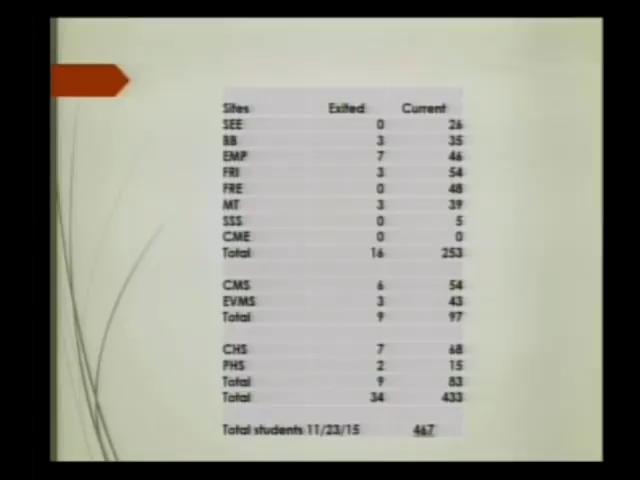 Sites Exited Current
SEE 0 26
BB 3 35
EMP 7 46
FRI 3 54
FRE 0 48
MT 3 39
SSS 0 5
CME 0 0
Total 16 253
CMS 6 54
EVMS 3 43
Total 9 97
CHS 7 68
PHS 2 15
Total 9 83
Total 34 433
Total students 11/23/15 467